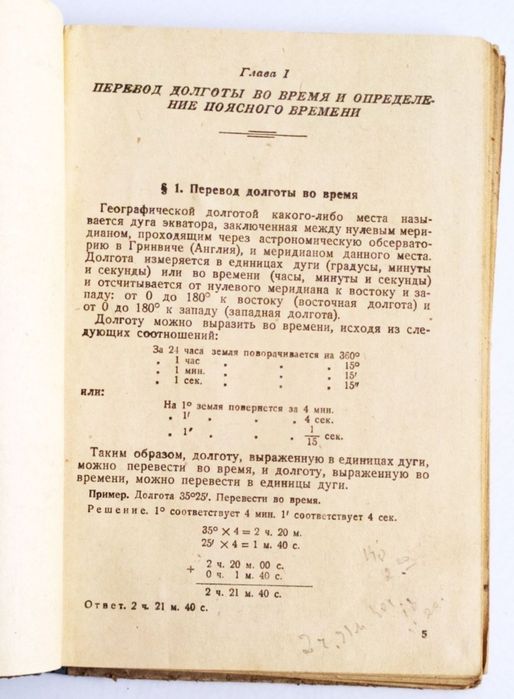 Глава I
ПЕРЕВОД ДОЛГОТЫ ВО ВРЕМЯ И ОПРЕДЕЛЕ-
НИЕ ПОЯСНОГО ВРЕМЕНИ
§ 1. Перевод долготы во время
Географической долготой какого-либо места назы-
вается дуга экватора, заключенная между нулевым мери-
дианом, проходящим через астрономическую обсервато-
рию в Гринвиче (Англия), и меридианом данного места.
Долгота измеряется в единицах дуги (градусы, минуты
и секунды) или во времени (часы, минуты и секунды)
и отсчитывается от нулевого меридиана к востоку и за-
паду: от 0 до 180° к востоку (восточная долгота) и
от 0 до 180° к западу (западная долгота).
Долготу можно выразить во времени, исходя из сле-
дующих соотношений:
За 24 часа земля поворачивается на 360°
„ 1 час „ „ „ 15°
„ 1 мин. „ „ „ 15′
„ 1 сек. „ „ „ 15″
или:
На 1° земля повернется за 4 мин.
„ 1′ „ „ „ 4 сек.
„ 1″ „ „ „ 1/15 сек.
Таким образом, долготу, выраженную в единицах дуги,
можно перевести во время, и долготу, выраженную во
времени, можно перевести в единицы дуги.
Пример. Долгота 35°25′. Перевести во время.
Решение. 1° соответствует 4 мин. 1′ соответствует 4 сек.
35° × 4 = 2 ч. 20 м.
25′ × 4 = 1 м. 40 с.
2 ч. 20 м. 00 с.
+
0 ч. 1 м. 40 с.
2 ч. 21 м. 40 с.
Ответ. 2 ч. 21 м. 40 с.
5